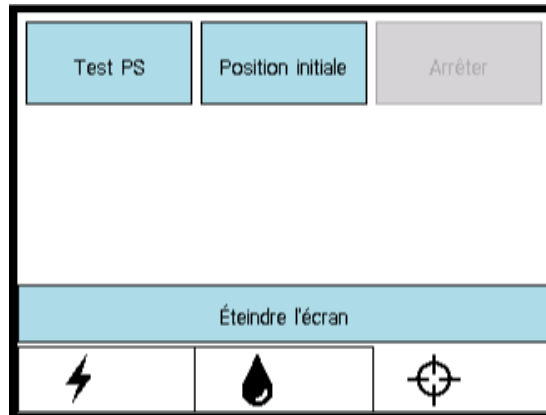 Test PS
Position initiale
Arrêter
Éteindre l'écran